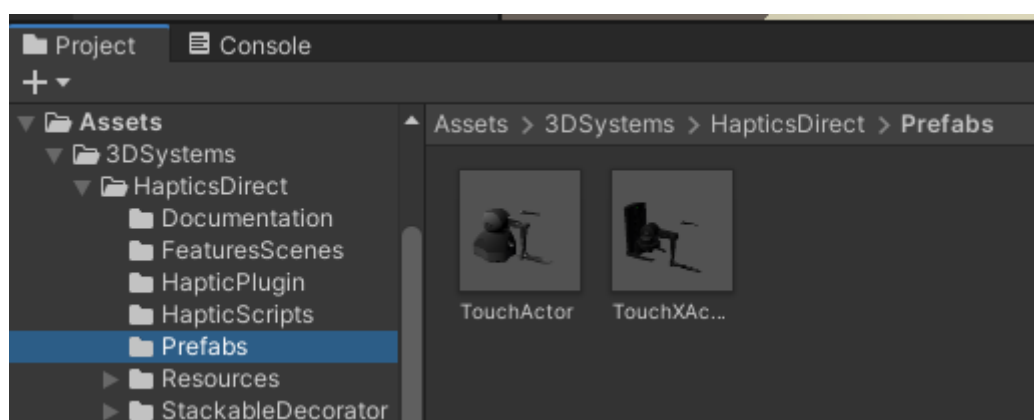 Project Console
Assets
3DSystems
HapticsDirect
Documentation
FeaturesScenes
HapticPlugin
HapticScripts
Prefabs
Resources
StackableDecorator
Assets > 3DSystems > HapticsDirect > Prefabs
TouchActor TouchXAc...